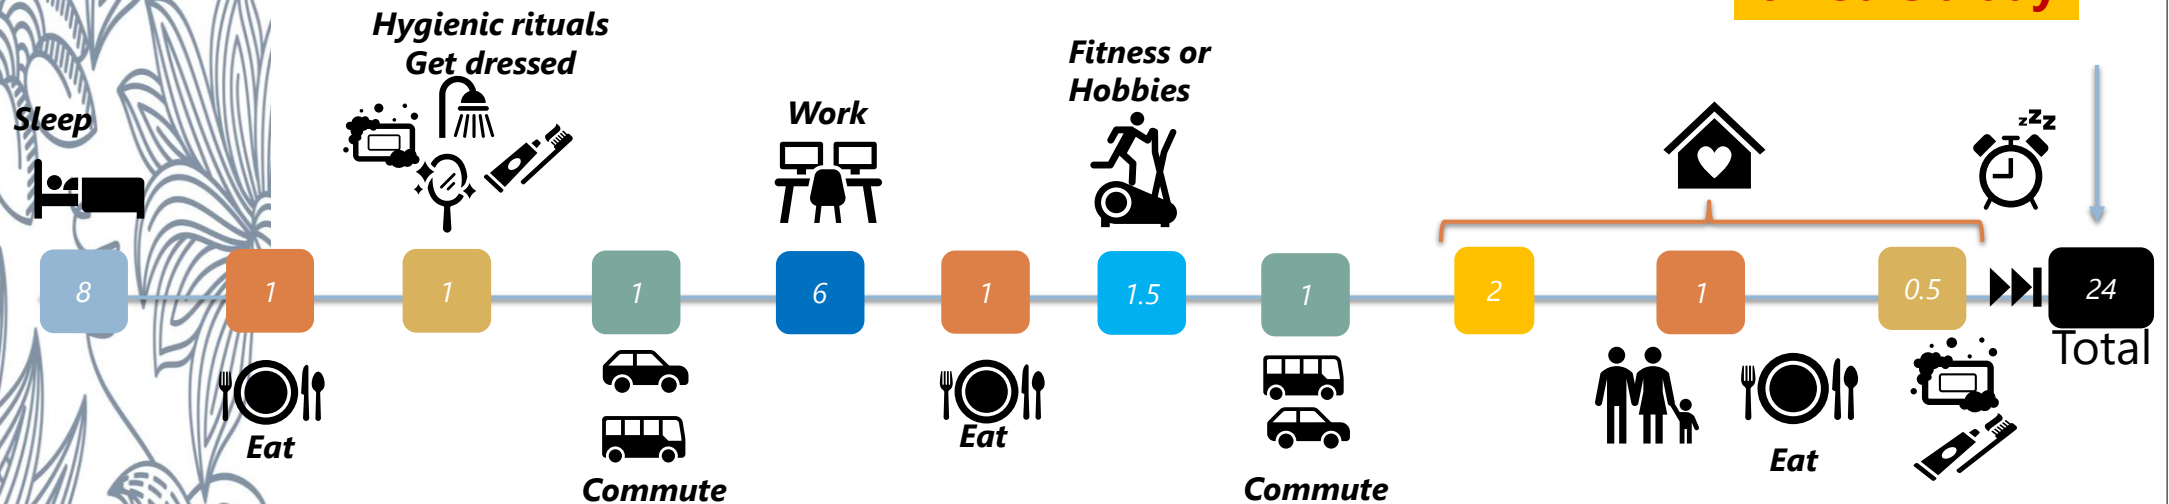 Hygienic rituals
Get dressed
Fitness or
Hobbies
Sleep
Work
zzz
8
1
1
1
6
1
1.5
1
2
1
0.5
24
Total
Eat
Eat
Eat
Commute
Commute